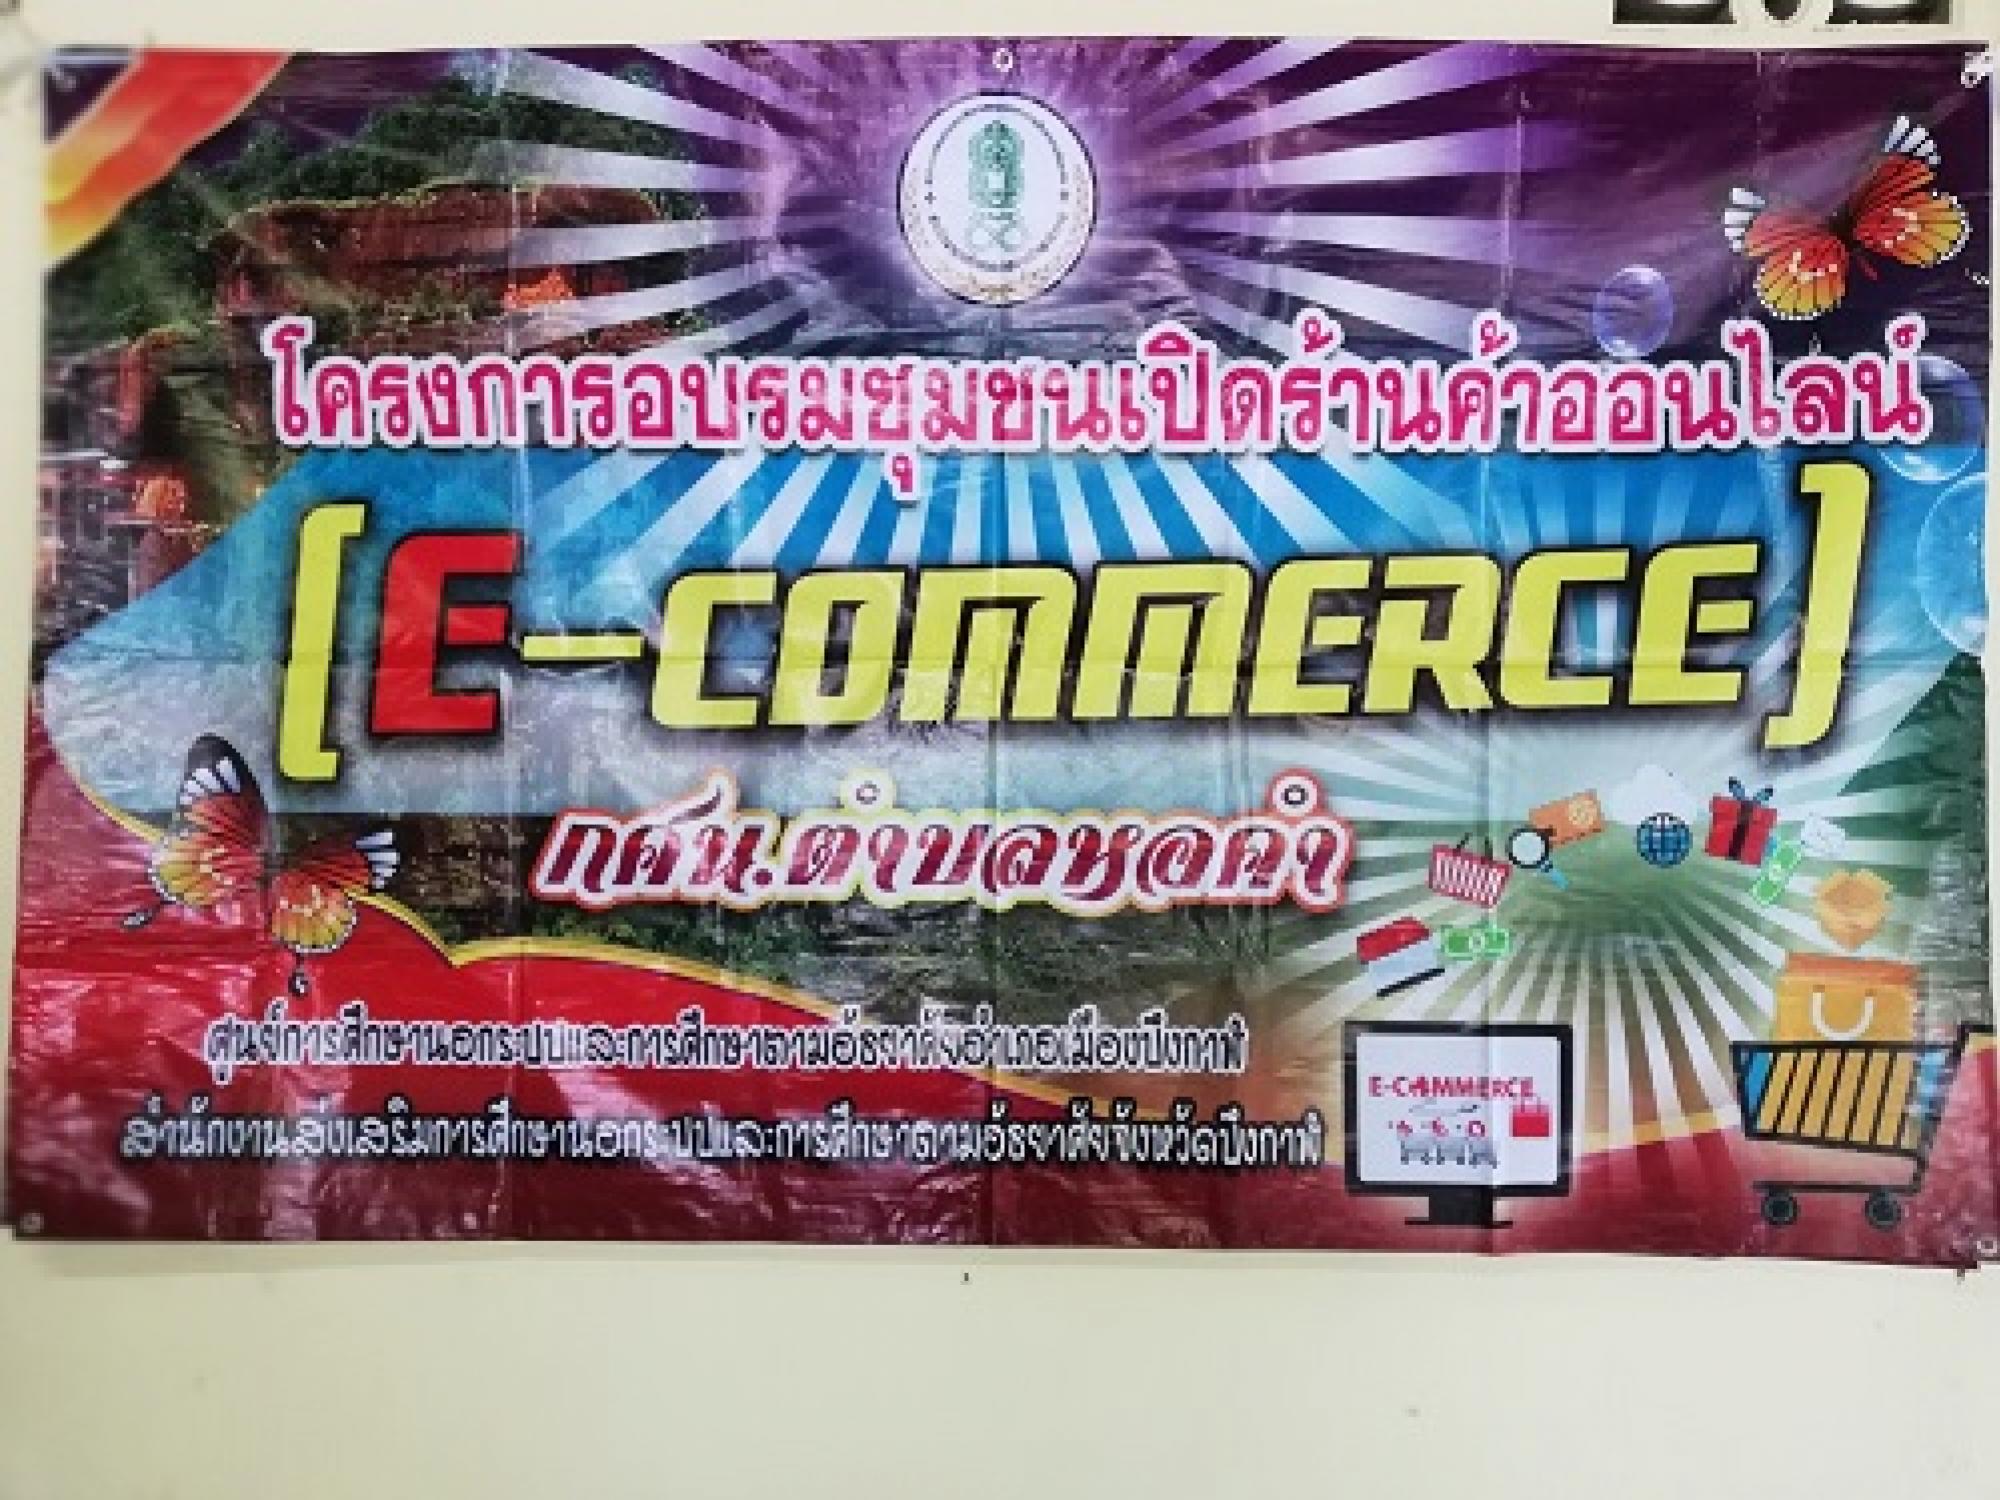 โครงการอบรมชุมชนเปิดร้านค้าออนไลน์
[E-COMMERCE]
กศน.ตำบลหอคำ
ศูนย์การศึกษานอกระบบและการศึกษาตามอัธยาศัยอำเภอเมืองบึงกาฬ
สำนักงานส่งเสริมการศึกษานอกระบบและการศึกษาตามอัธยาศัยจังหวัดบึงกาฬ
E-COMMERCE